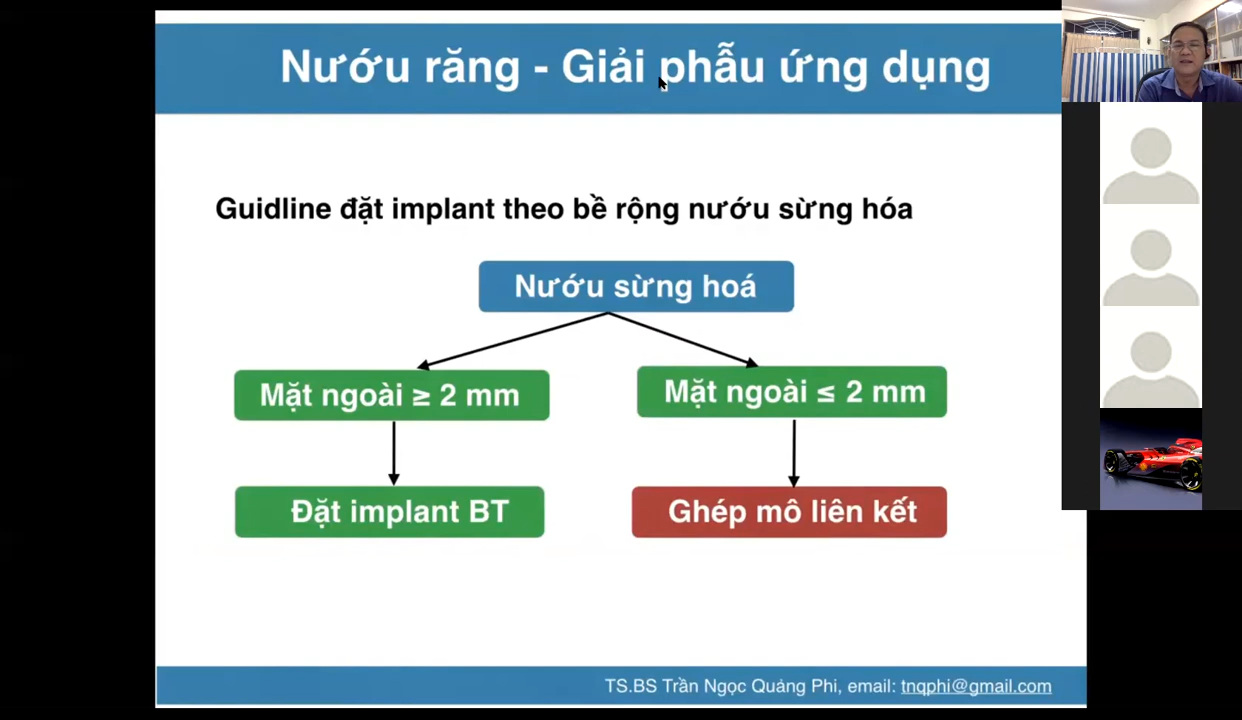 Nướu răng - Giải phẫu ứng dụng
Guidline đặt implant theo bề rộng nướu sừng hóa
Nướu sừng hoá
Mặt ngoài ≥ 2 mm
Mặt ngoài ≤ 2 mm
Đặt implant BT
Ghép mô liên kết
TS.BS Trần Ngọc Quảng Phi, email: tnqphi@gmail.com